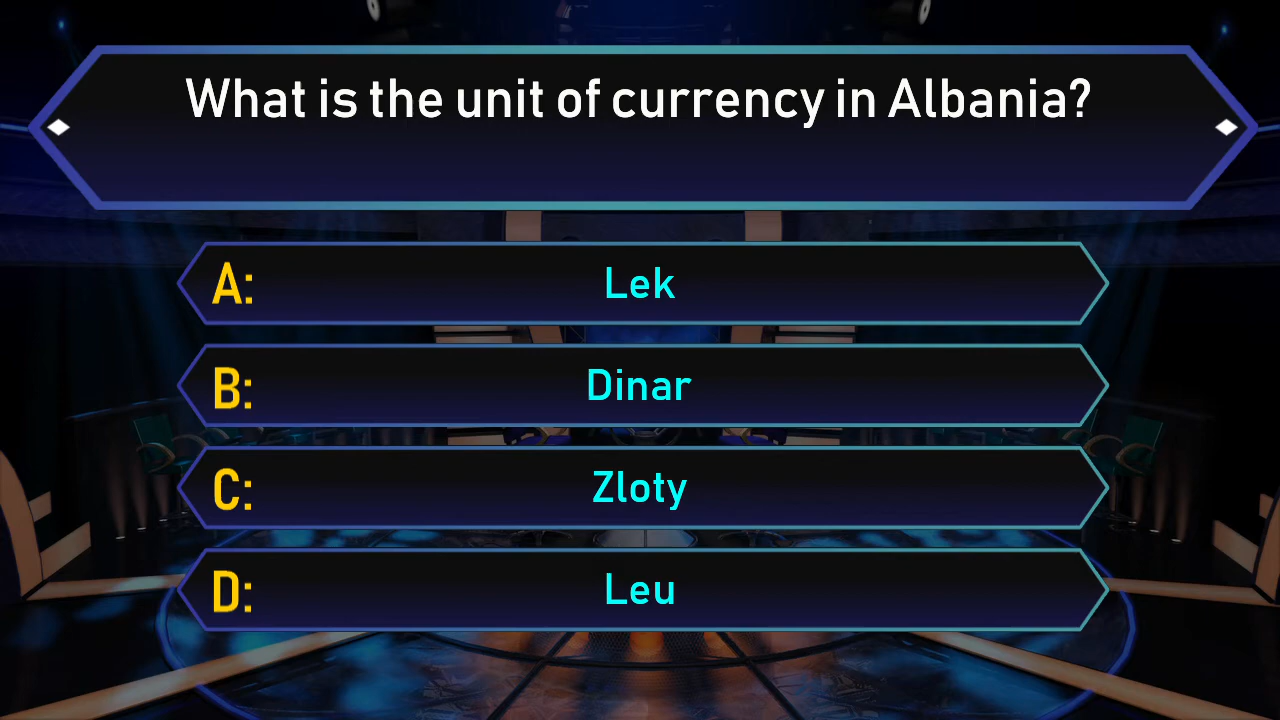 What is the unit of currency in Albania?
A: Lek
B: Dinar
C: Zloty
D: Leu